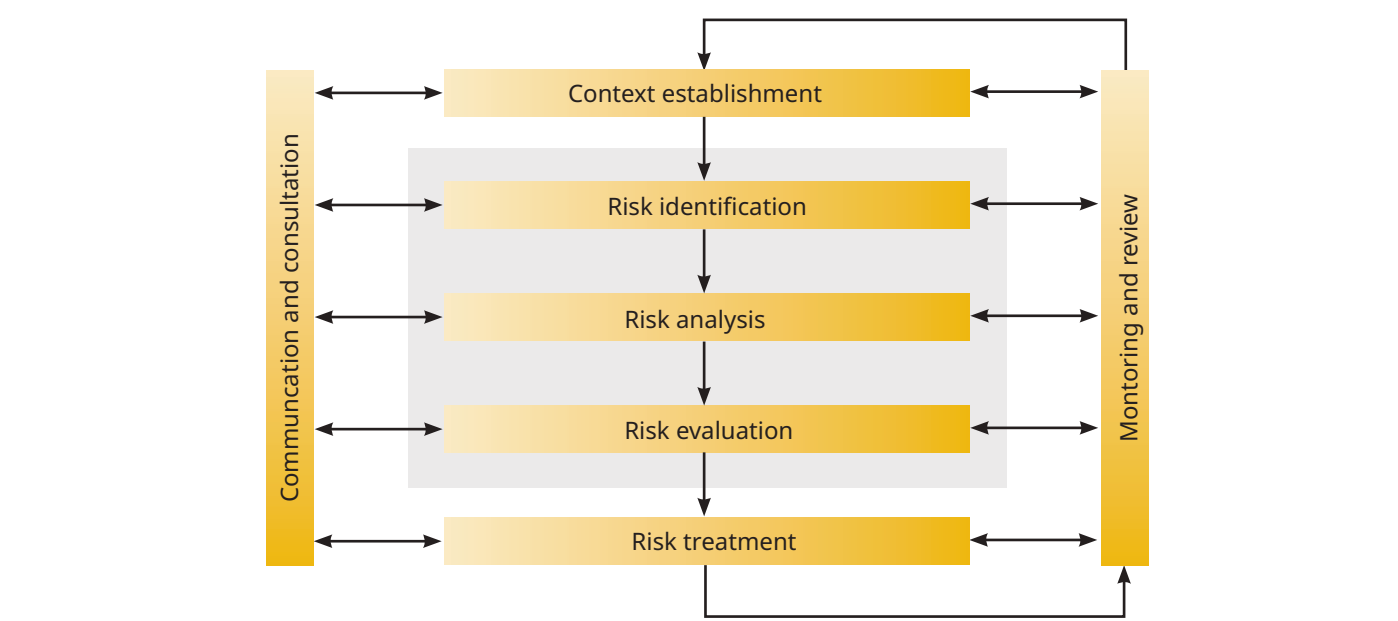 Context establishment
Communcation and consultation
Risk identification
Risk analysis
Risk evaluation
Risk treatment
Montoring and review